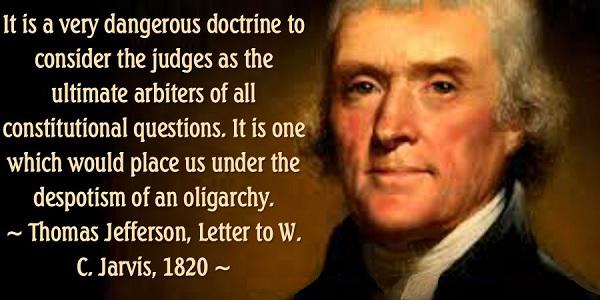 It is a very dangerous doctrine to
consider the judges as the
ultimate arbiters of all
constitutional questions. It is one
which would place us under the
despotism of an oligarchy.
~ Thomas Jefferson, Letter to W.
C. Jarvis, 1820 ~